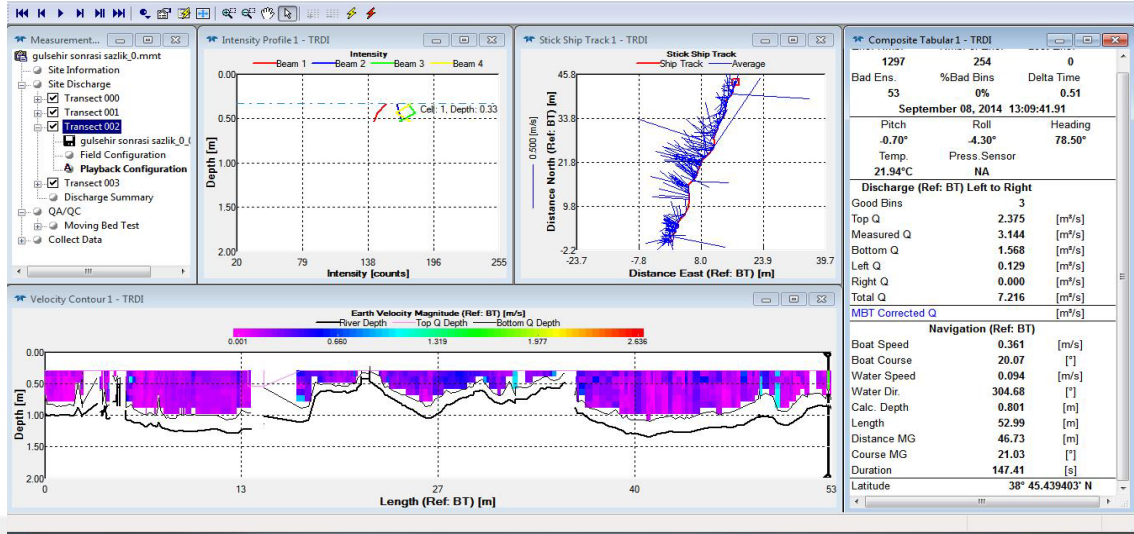 Measurement...
gulsehir sonrasi sazlik_0.mmt
Site Information
Site Discharge
Transect 000
Transect 001
Transect 002
gulsehir sonrasi sazlik_0_0
Field Configuration
Playback Configuration
Transect 003
Discharge Summary
QA/QC
Moving Bed Test
Collect Data
Intensity Profile 1 - TRDI
Intensity
Beam 1 Beam 2 Beam 3 Beam 4
0.00
0.50
1.00
1.50
2.00
Depth [m]
Cell: 1, Depth: 0.33
20 79 138 196 255
Intensity [counts]
Stick Ship Track 1 - TRDI
Stick Ship Track
Ship Track Average
0.500 [m/s]
Distance North (Ref: BT) [m]
45.8
33.8
21.8
9.8
-2.2
-23.7 -7.8 8.0 23.9 39.7
Distance East (Ref: BT) [m]
Composite Tabular 1 - TRDI
1297 254 0
Bad Ens. %Bad Bins Delta Time
53 0% 0.51
September 08, 2014 13:09:41.91
Pitch Roll Heading
-0.70° -4.30° 78.50°
Temp. Press.Sensor
21.94°C NA
Discharge (Ref: BT) Left to Right
Good Bins 3
Top Q 2.375 [m³/s]
Measured Q 3.144 [m³/s]
Bottom Q 1.568 [m³/s]
Left Q 0.129 [m³/s]
Right Q 0.000 [m³/s]
Total Q 7.216 [m³/s]
MBT Corrected Q [m³/s]
Navigation (Ref: BT)
Boat Speed 0.361 [m/s]
Boat Course 20.07 [°]
Water Speed 0.094 [m/s]
Water Dir. 304.68 [°]
Calc. Depth 0.801 [m]
Length 52.99 [m]
Distance MG 46.73 [m]
Course MG 21.03 [°]
Duration 147.41 [s]
Latitude 38° 45.439403' N
Velocity Contour 1 - TRDI
Earth Velocity Magnitude (Ref: BT) [m/s]
River Depth Top Q Depth Bottom Q Depth
0.001 0.660 1.319 1.977 2.636
0.00
0.50
1.00
1.50
2.00
Depth [m]
0 13 27 40 53
Length (Ref: BT) [m]